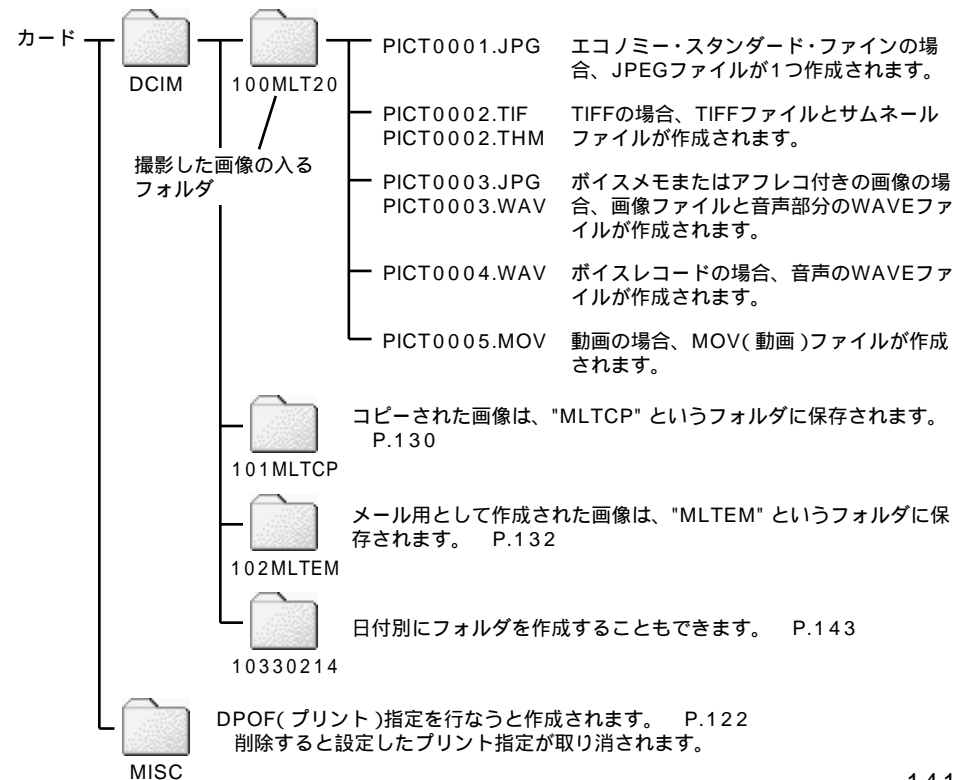 カード
DCIM
100MLT20
撮影した画像の入る
フォルダ
PICT0001.JPG エコノミー・スタンダード・ファインの場
合、JPEGファイルが1つ作成されます。
PICT0002.TIF TIFFの場合、TIFFファイルとサムネール
PICT0002.THM ファイルが作成されます。
PICT0003.JPG ボイスメモまたはアフレコ付きの画像の場
PICT0003.WAV 合、画像ファイルと音声部分のWAVEファ
イルが作成されます。
PICT0004.WAV ボイスレコードの場合、音声のWAVEファ
イルが作成されます。
PICT0005.MOV 動画の場合、MOV(動画)ファイルが作成
されます。
コピーされた画像は、"MLTCP" というフォルダに保存されます。
P.130
101MLTCP
メール用として作成された画像は、"MLTEM" というフォルダに保
存されます。 P.132
102MLTEM
日付別にフォルダを作成することもできます。 P.143
10330214
DPOF(プリント)指定を行なうと作成されます。 P.122
削除すると設定したプリント指定が取り消されます。
MISC
141